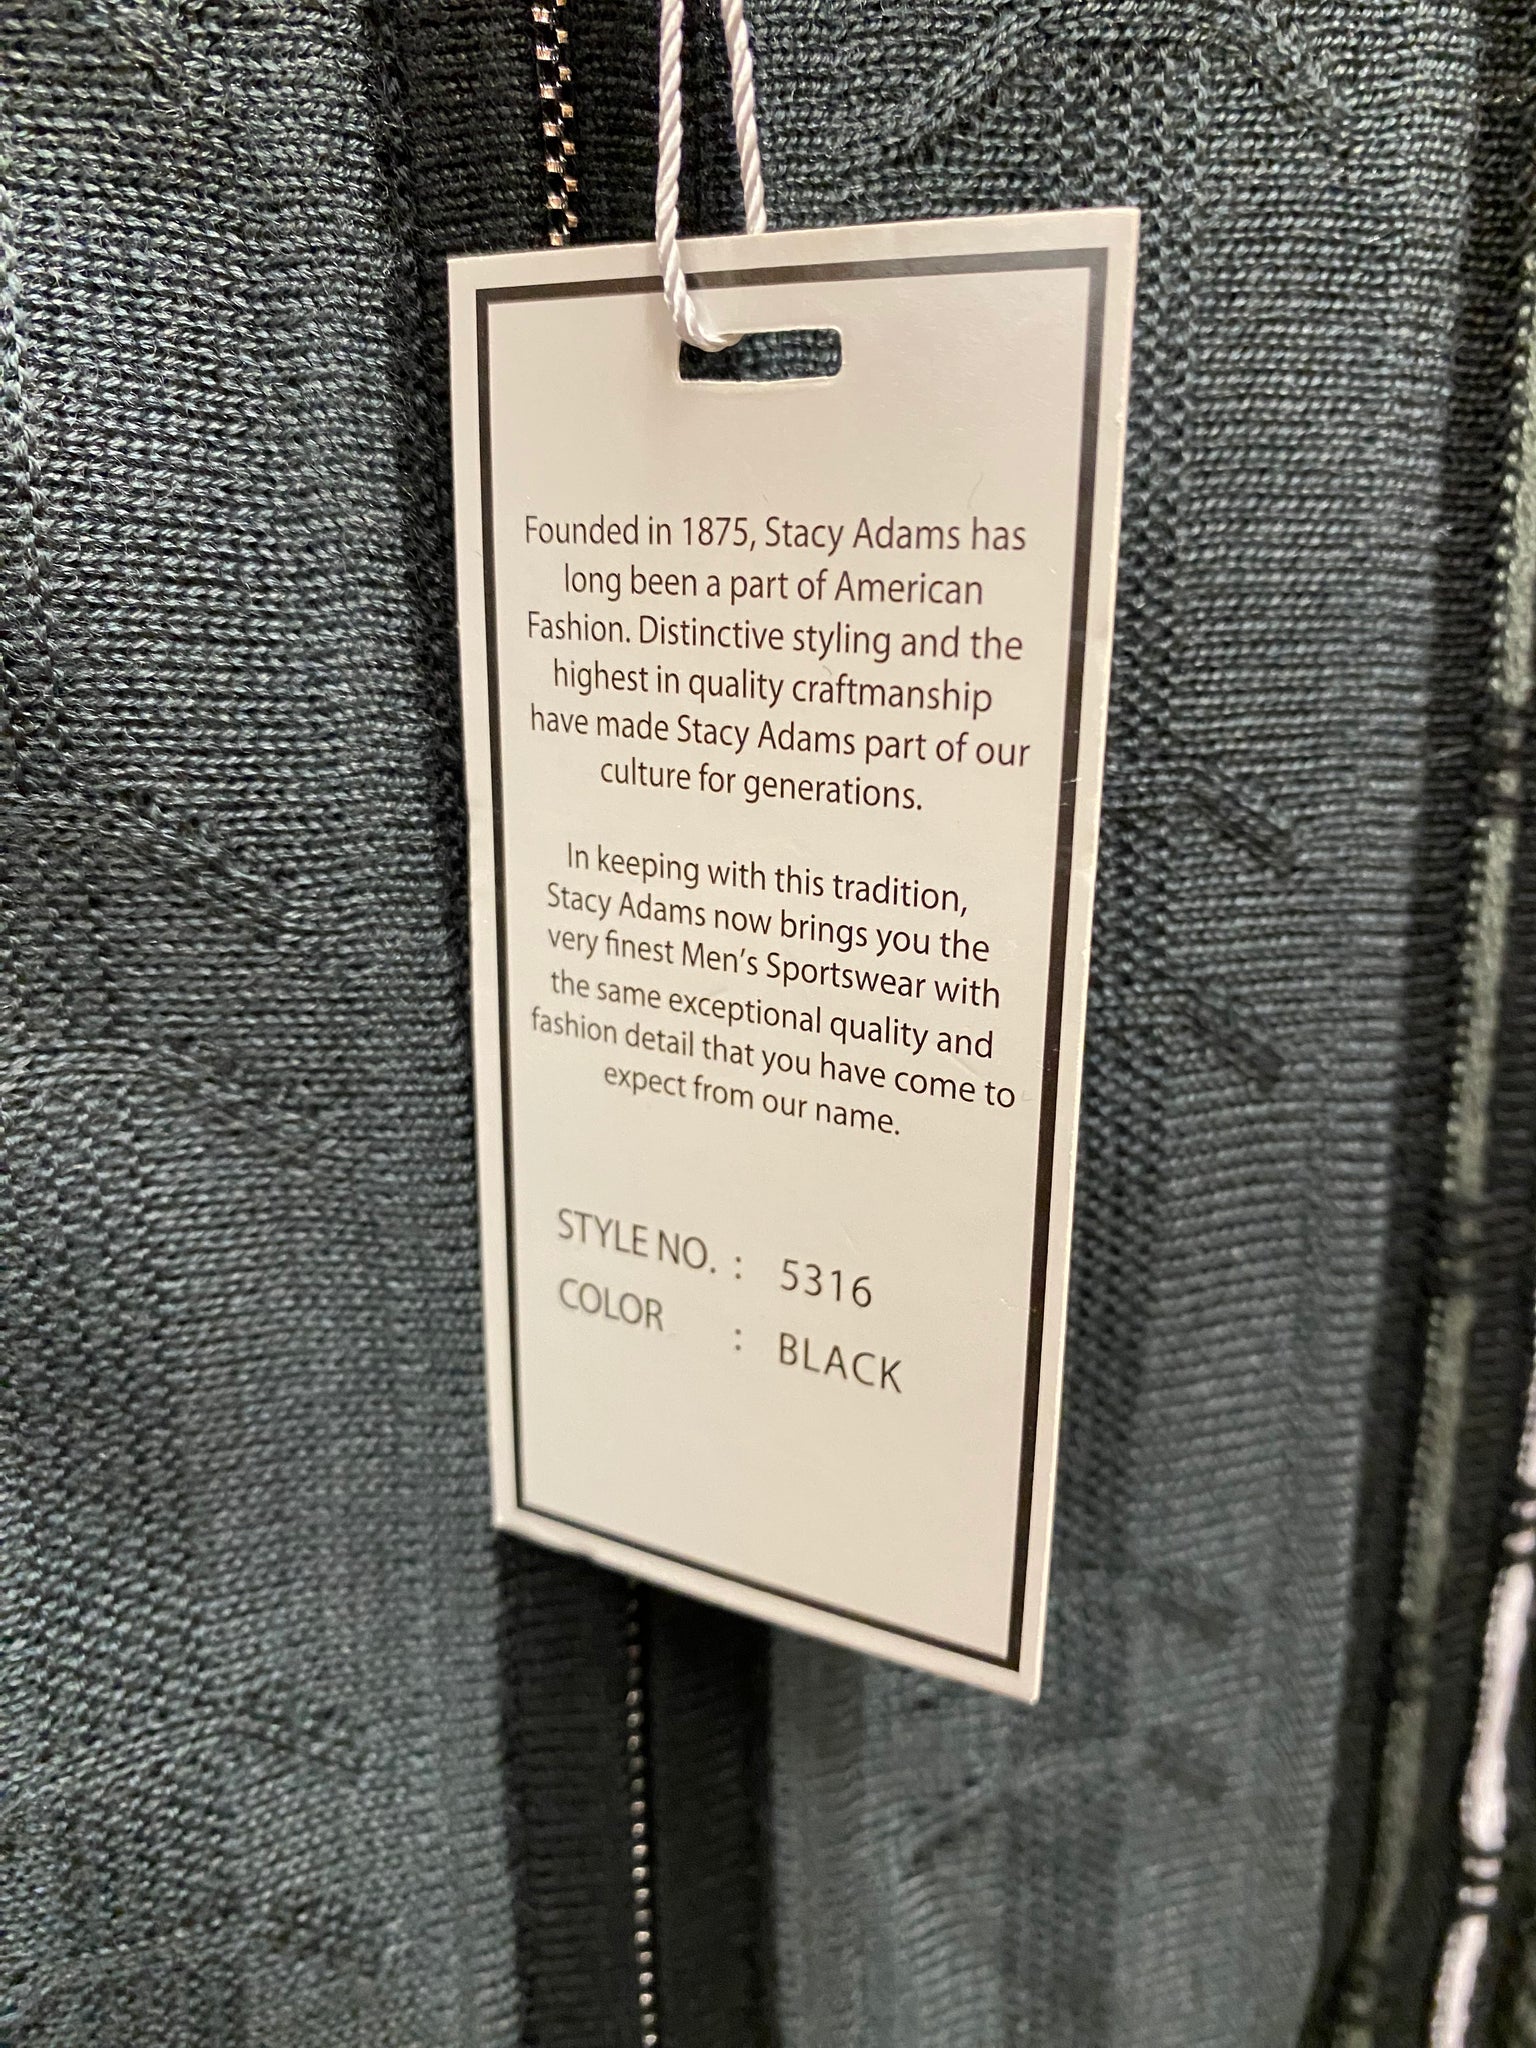 Founded in 1875, Stacy Adams has
long been a part of American
Fashion. Distinctive styling and the
highest in quality craftmanship
have made Stacy Adams part of our
culture for generations.
In keeping with this tradition,
Stacy Adams now brings you the
very finest Men's Sportswear with
the same exceptional quality and
fashion detail that you have come to
expect from our name.
STYLE NO. : 5316
COLOR : BLACK